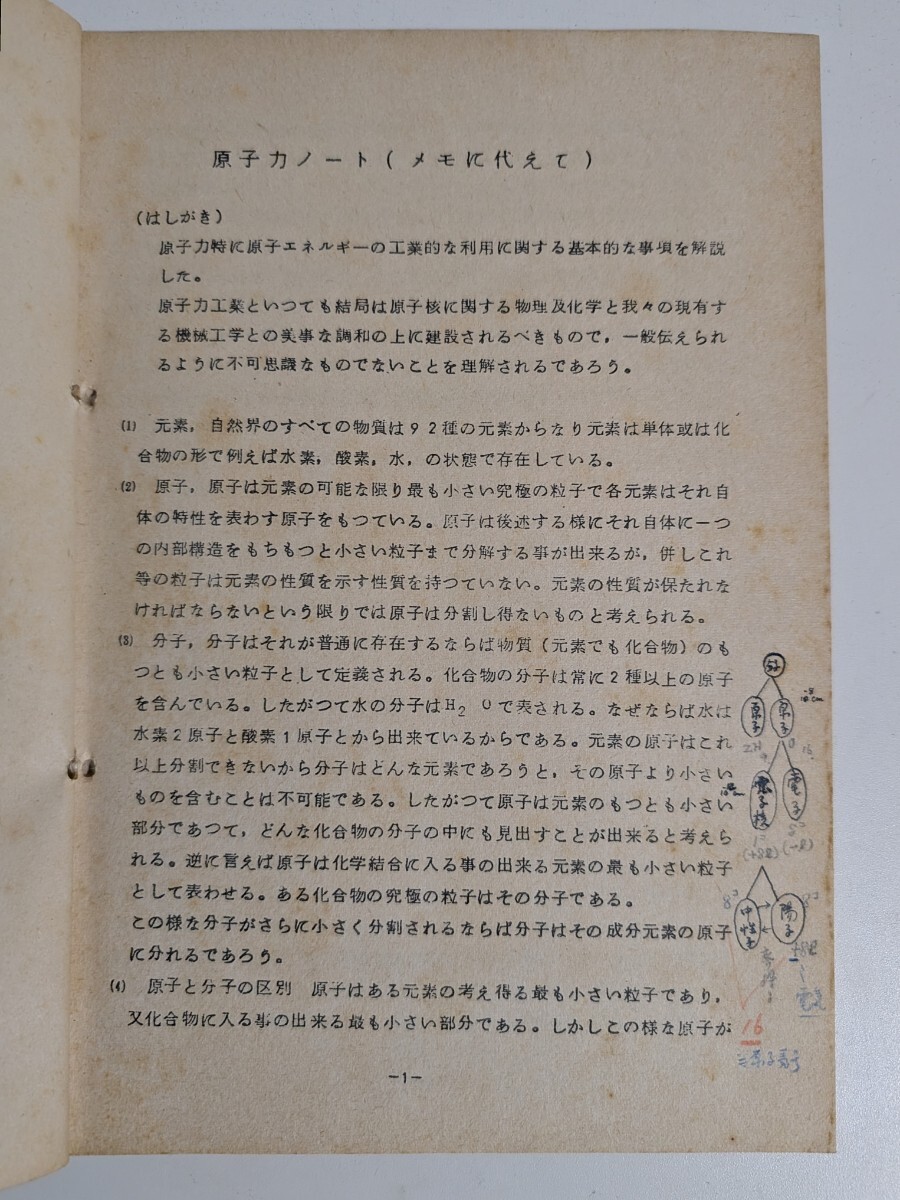 原子力ノート(メモに代えて)
(はしがき)
原子力特に原子エネルギーの工業的な利用に関する基本的な事項を解説
した。
原子力工業といつても結局は原子核に関する物理及化学と我々の現有す
る機械工学との美事な調和の上に建設されるべきもので，一般伝えられ
るように不可思議なものでないことを理解されるであろう。
(1) 元素，自然界のすべての物質は92種の元素からなり元素は単体或は化
合物の形で例えば水素，酸素，水，の状態で存在している。
(2) 原子，原子は元素の可能な限り最も小さい究極の粒子で各元素はそれ自
体の特性を表わす原子をもつている。原子は後述する様にそれ自体に一つ
の内部構造をもちもつと小さい粒子まで分解する事が出来るが，併しこれ
等の粒子は元素の性質を示す性質を持つていない。元素の性質が保たれな
ければならないという限りでは原子は分割し得ないものと考えられる。
(3) 分子，分子はそれが普通に存在するならば物質(元素でも化合物)のも
つとも小さい粒子として定義される。化合物の分子は常に2種以上の原子
を含んでいる。したがつて水の分子はH₂Oで表される。なぜならば水は
水素2原子と酸素1原子とから出来ているからである。元素の原子はこれ
以上分割できないから分子はどんな元素であろうと，その原子より小さい
ものを含むことは不可能である。したがつて原子は元素のもつとも小さい
部分であつて，どんな化合物の分子の中にも見出すことが出来ると考えら
れる。逆に言えば原子は化学結合に入る事の出来る元素の最も小さい粒子
として表わせる。ある化合物の究極の粒子はその分子である。
この様な分子がさらに小さく分割されるならば分子はその成分元素の原子
に分れるであろう。
(4) 原子と分子の区別　原子はある元素の考え得る最も小さい粒子であり，
又化合物に入る事の出来る最も小さい部分である。しかしこの様な原子が
-1-
分子
原子 原子
原子核 電子
(+8e) (-e)
中性子 陽子
+8e
16